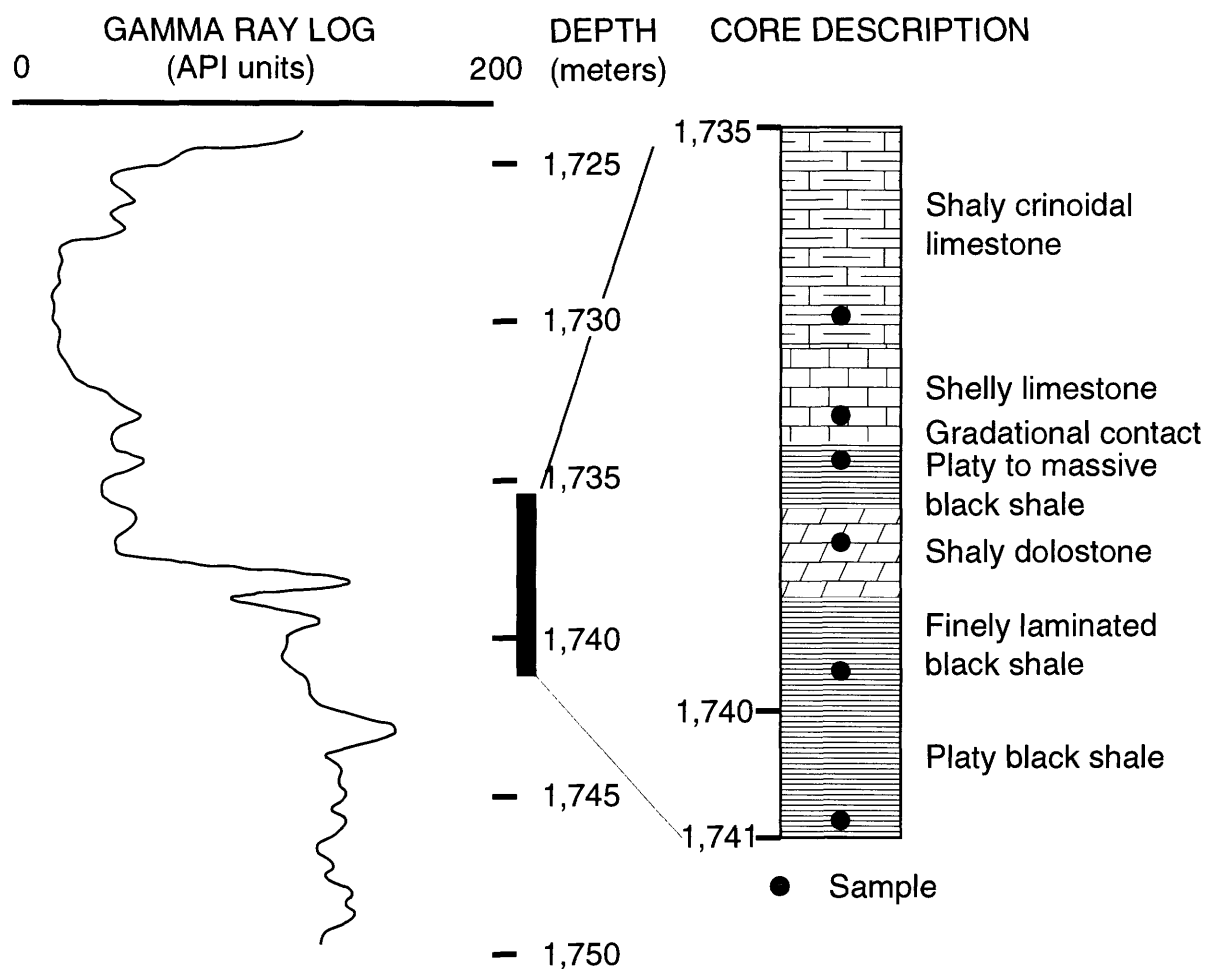 GAMMA RAY LOG
(API units)
0
200
DEPTH
(meters)
CORE DESCRIPTION
1,725
1,730
1,735
1,740
1,745
1,750
1,735
1,740
1,741
Shaly crinoidal
limestone
Shelly limestone
Gradational contact
Platy to massive
black shale
Shaly dolostone
Finely laminated
black shale
Platy black shale
Sample